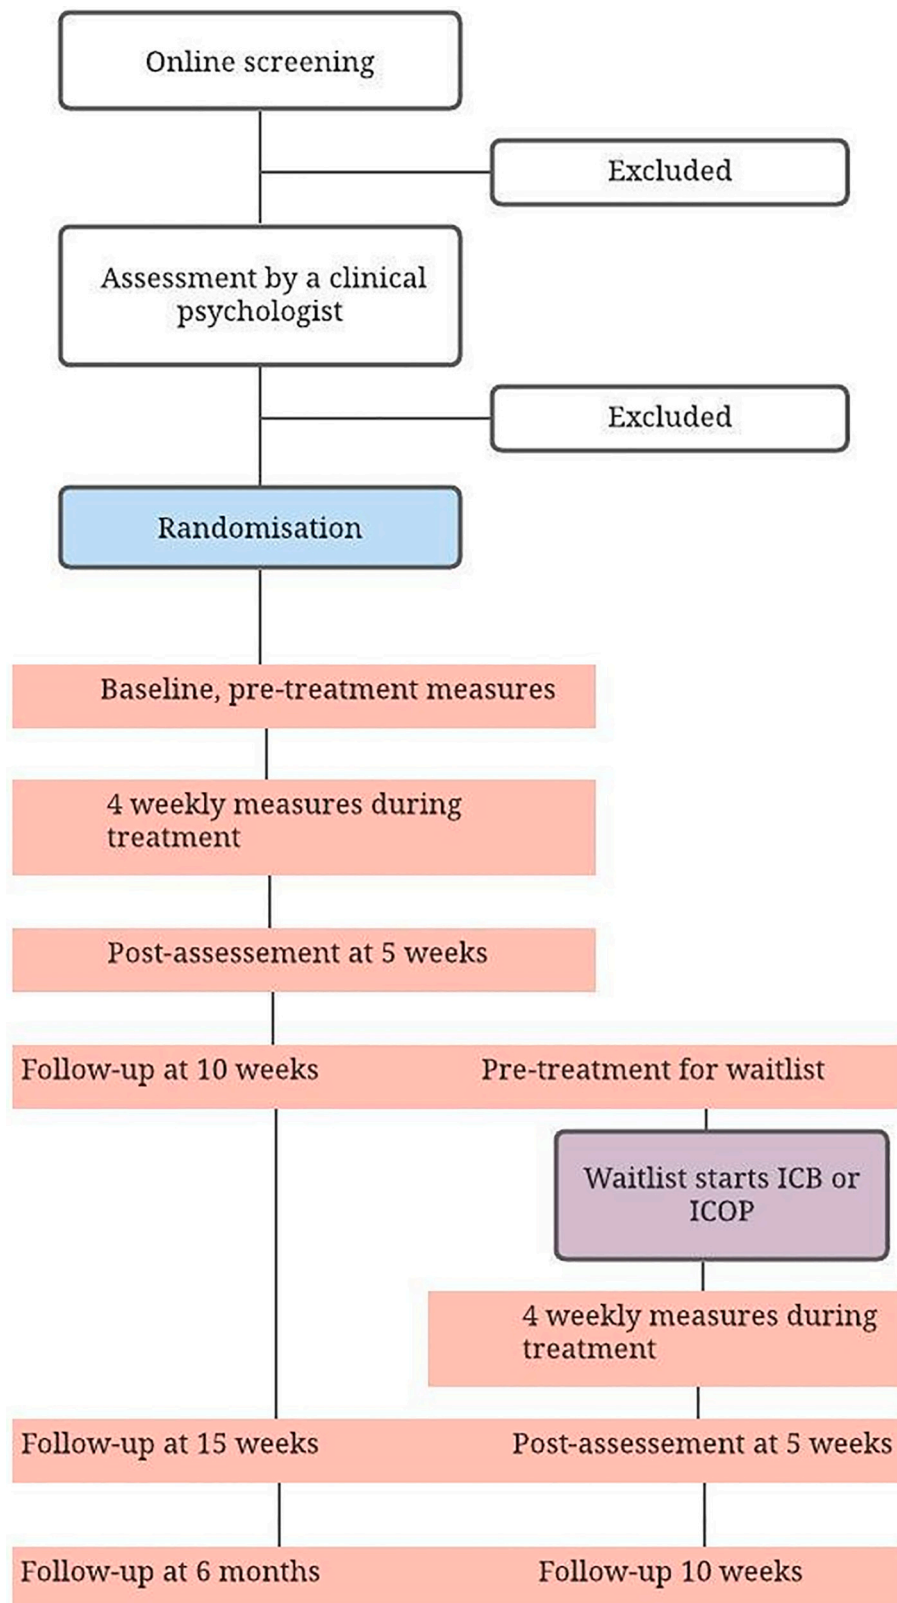 Online screening
Excluded
Assessment by a clinical
psychologist
Excluded
Randomisation
Baseline, pre-treatment measures
4 weekly measures during
treatment
Post-assessement at 5 weeks
Follow-up at 10 weeks
Pre-treatment for waitlist
Waitlist starts ICB or
ICOP
4 weekly measures during
treatment
Follow-up at 15 weeks
Post-assessement at 5 weeks
Follow-up at 6 months
Follow-up 10 weeks